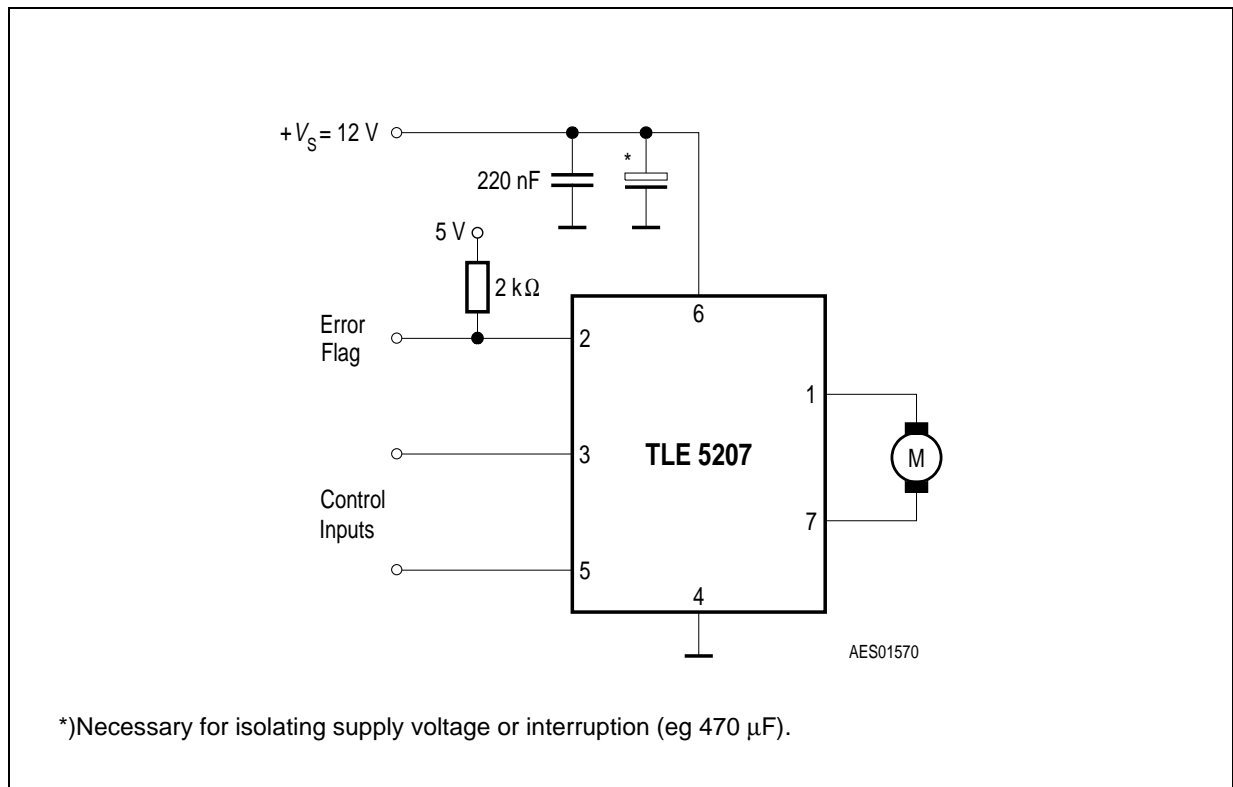 +VS = 12 V
*
220 nF
5 V
2 kΩ
6
Error
Flag
2
1
3
TLE 5207
M
Control
Inputs
7
5
4
AES01570
*)Necessary for isolating supply voltage or interruption (eg 470 μF).